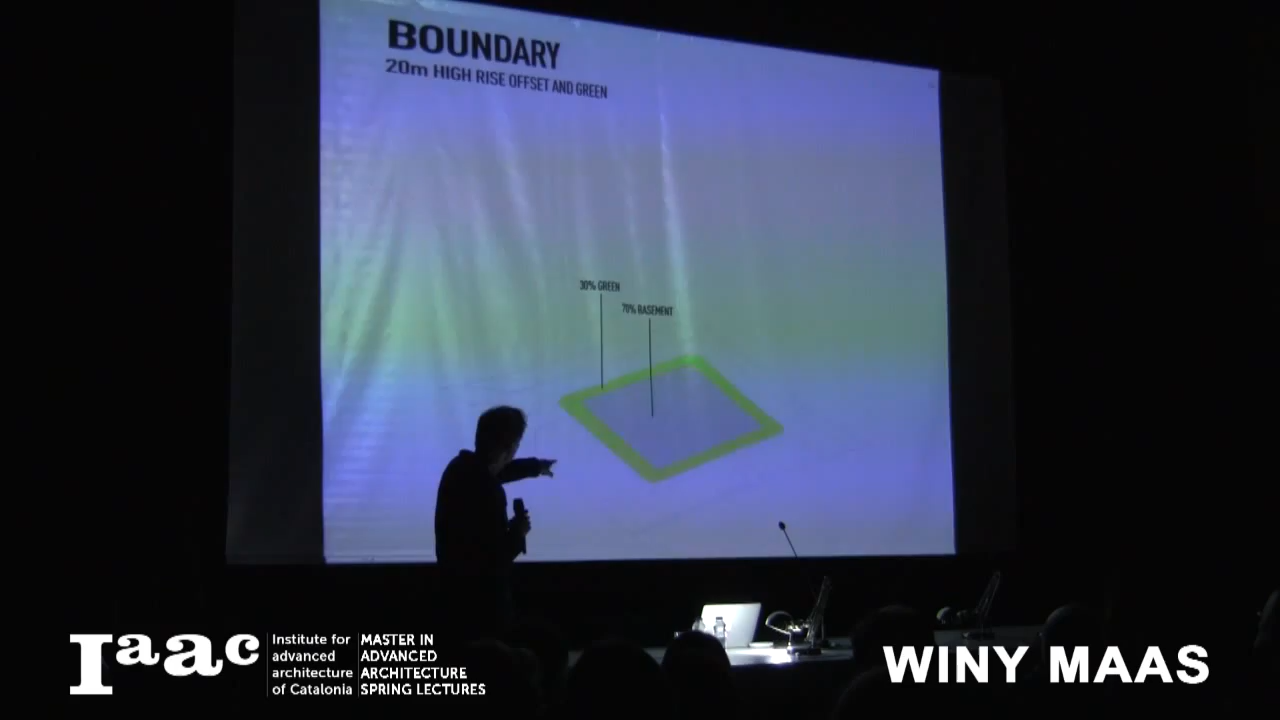 BOUNDARY
20m HIGH RISE OFFSET AND GREEN
30% GREEN
70% BASEMENT
Iaac
Institute for
advanced
architecture
of Catalonia
MASTER IN
ADVANCED
ARCHITECTURE
SPRING LECTURES
WINY MAAS